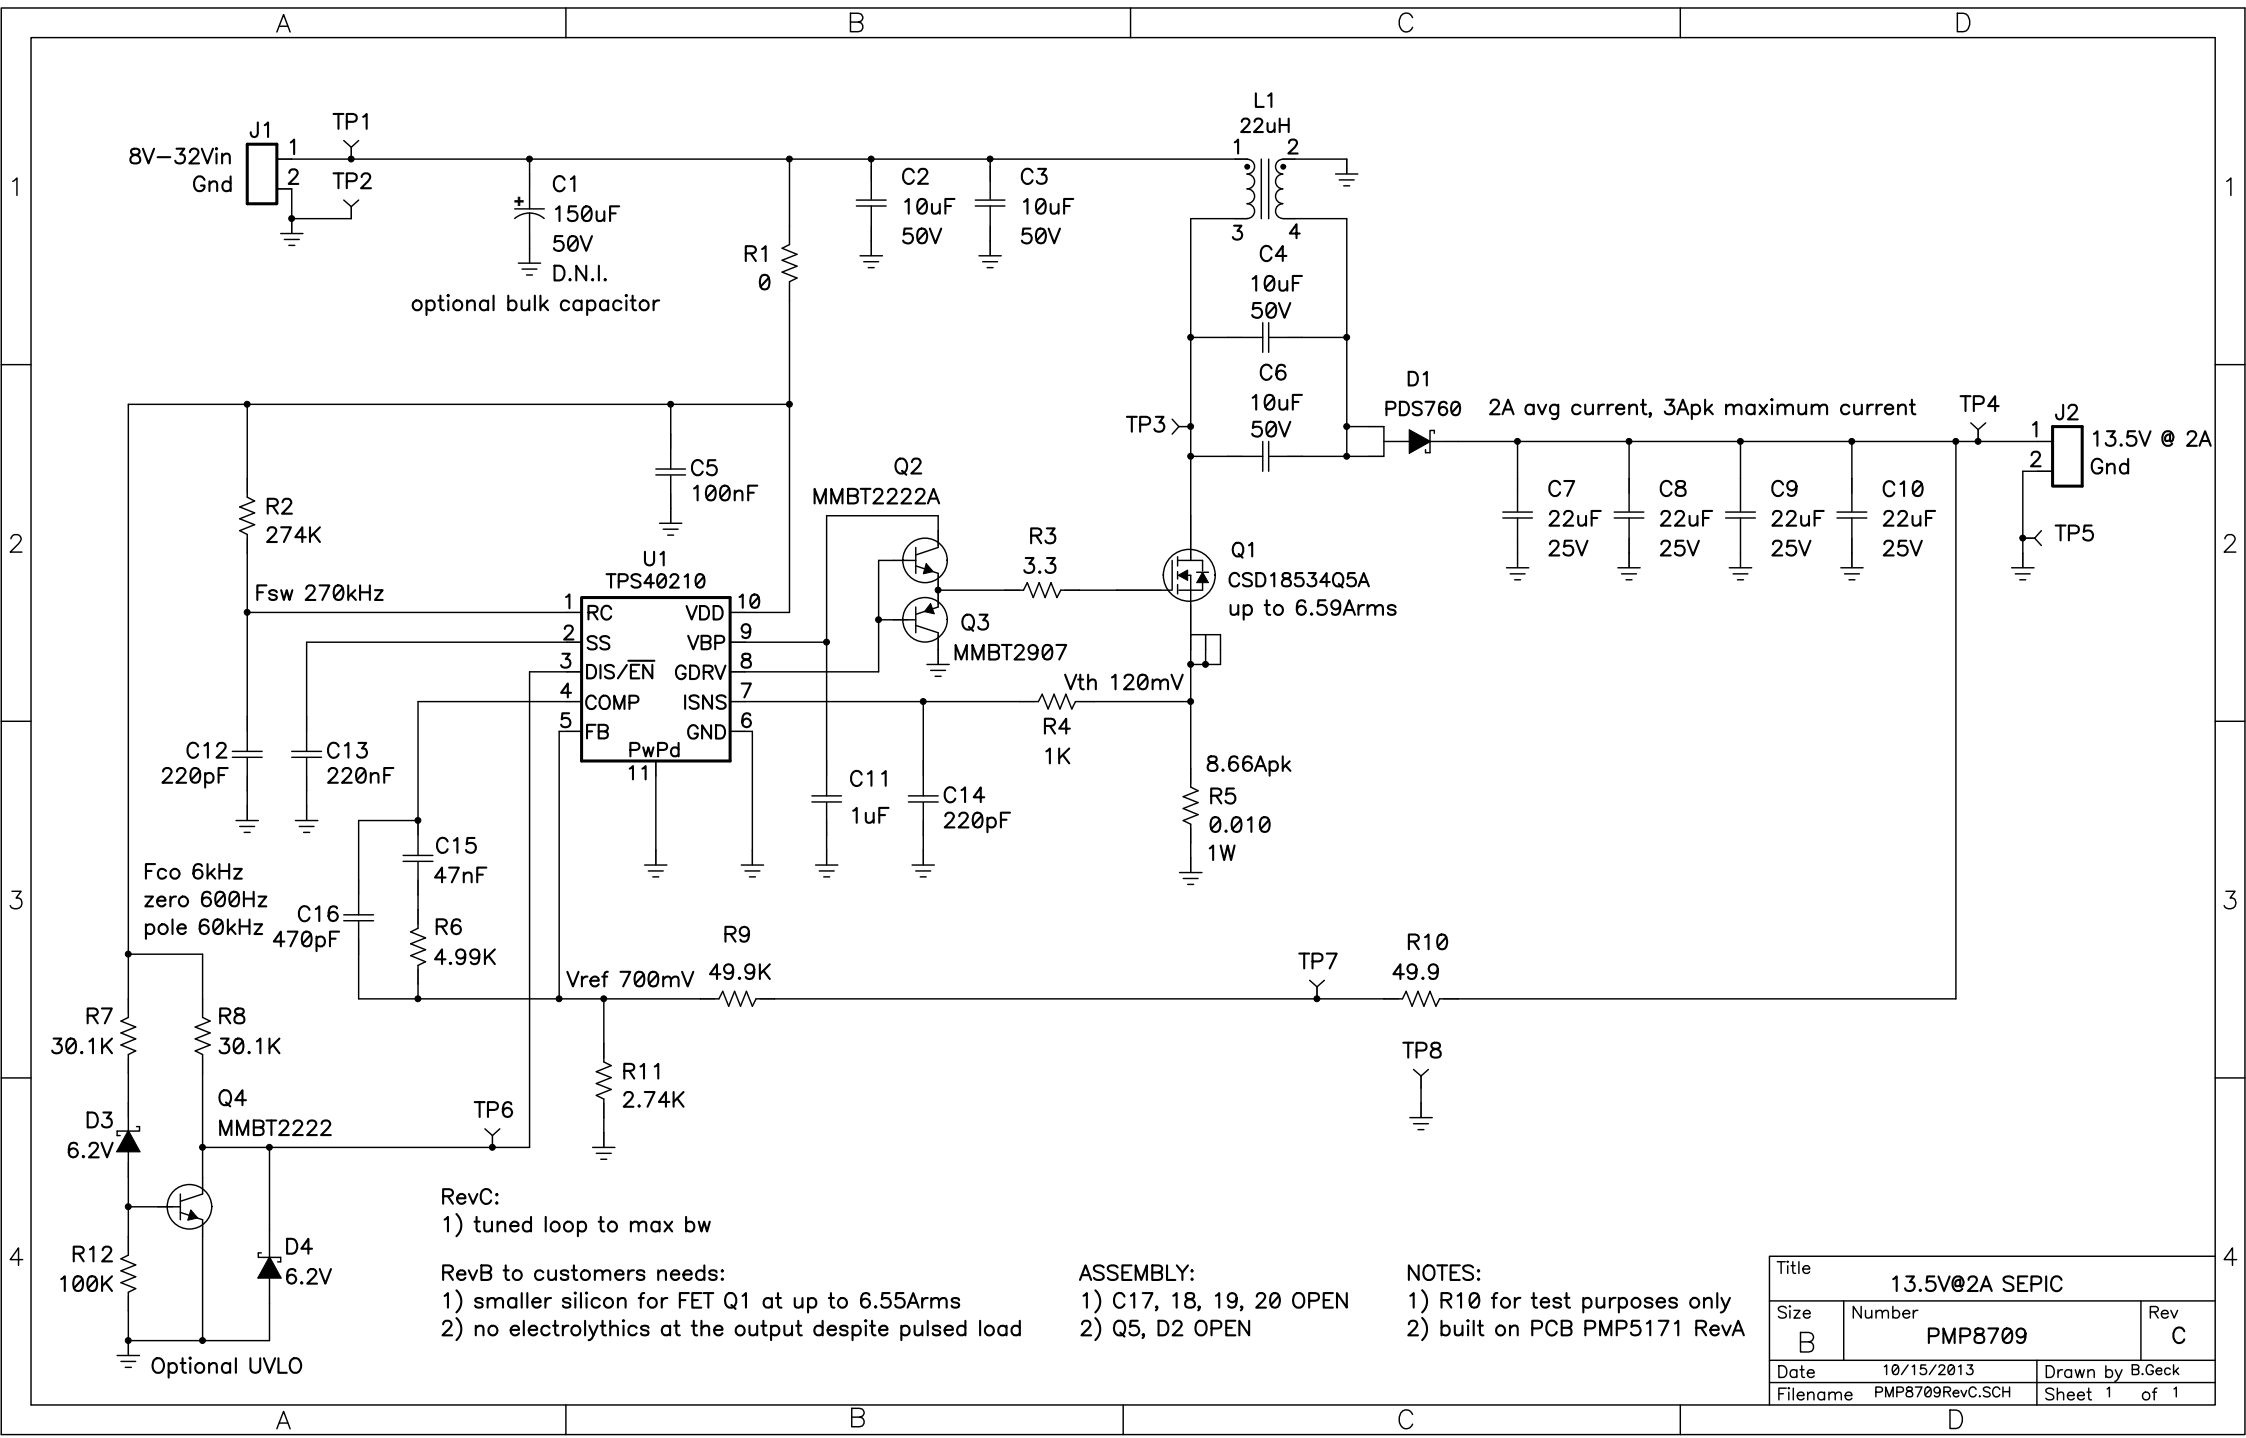 A
B
C
D
1
2
3
4
1
2
3
4
A
B
C
D
J1
8V-32Vin
Gnd
1
2
TP1
TP2
C1
150uF
50V
D.N.I.
optional bulk capacitor
R1
0
C2
10uF
50V
C3
10uF
50V
L1
22uH
1
2
3
4
C4
10uF
50V
C6
10uF
50V
TP3
D1
PDS760
2A avg current, 3Apk maximum current
TP4
J2
1
2
13.5V @ 2A
Gnd
TP5
C7
22uF
25V
C8
22uF
25V
C9
22uF
25V
C10
22uF
25V
R2
274K
C5
100nF
Fsw 270kHz
U1
TPS40210
1
2
3
4
5
RC
SS
DIS/EN
COMP
FB
VDD
VBP
GDRV
ISNS
GND
PwPd
10
9
8
7
6
11
Q2
MMBT2222A
Q3
MMBT2907
R3
3.3
Q1
CSD18534Q5A
up to 6.59Arms
Vth 120mV
R4
1K
8.66Apk
R5
0.010
1W
C12
220pF
C13
220nF
C11
1uF
C14
220pF
C15
47nF
Fco 6kHz
zero 600Hz
pole 60kHz
C16
470pF
R6
4.99K
Vref 700mV
R9
49.9K
TP7
R10
49.9
TP8
R7
30.1K
R8
30.1K
R11
2.74K
Q4
MMBT2222
TP6
D3
6.2V
R12
100K
D4
6.2V
Optional UVLO
RevC:
1) tuned loop to max bw
RevB to customers needs:
1) smaller silicon for FET Q1 at up to 6.55Arms
2) no electrolythics at the output despite pulsed load
ASSEMBLY:
1) C17, 18, 19, 20 OPEN
2) Q5, D2 OPEN
NOTES:
1) R10 for test purposes only
2) built on PCB PMP5171 RevA
Title
13.5V@2A SEPIC
Size
B
Number
PMP8709
Rev
C
Date 10/15/2013
Drawn by B.Geck
Filename PMP8709RevC.SCH
Sheet 1 of 1